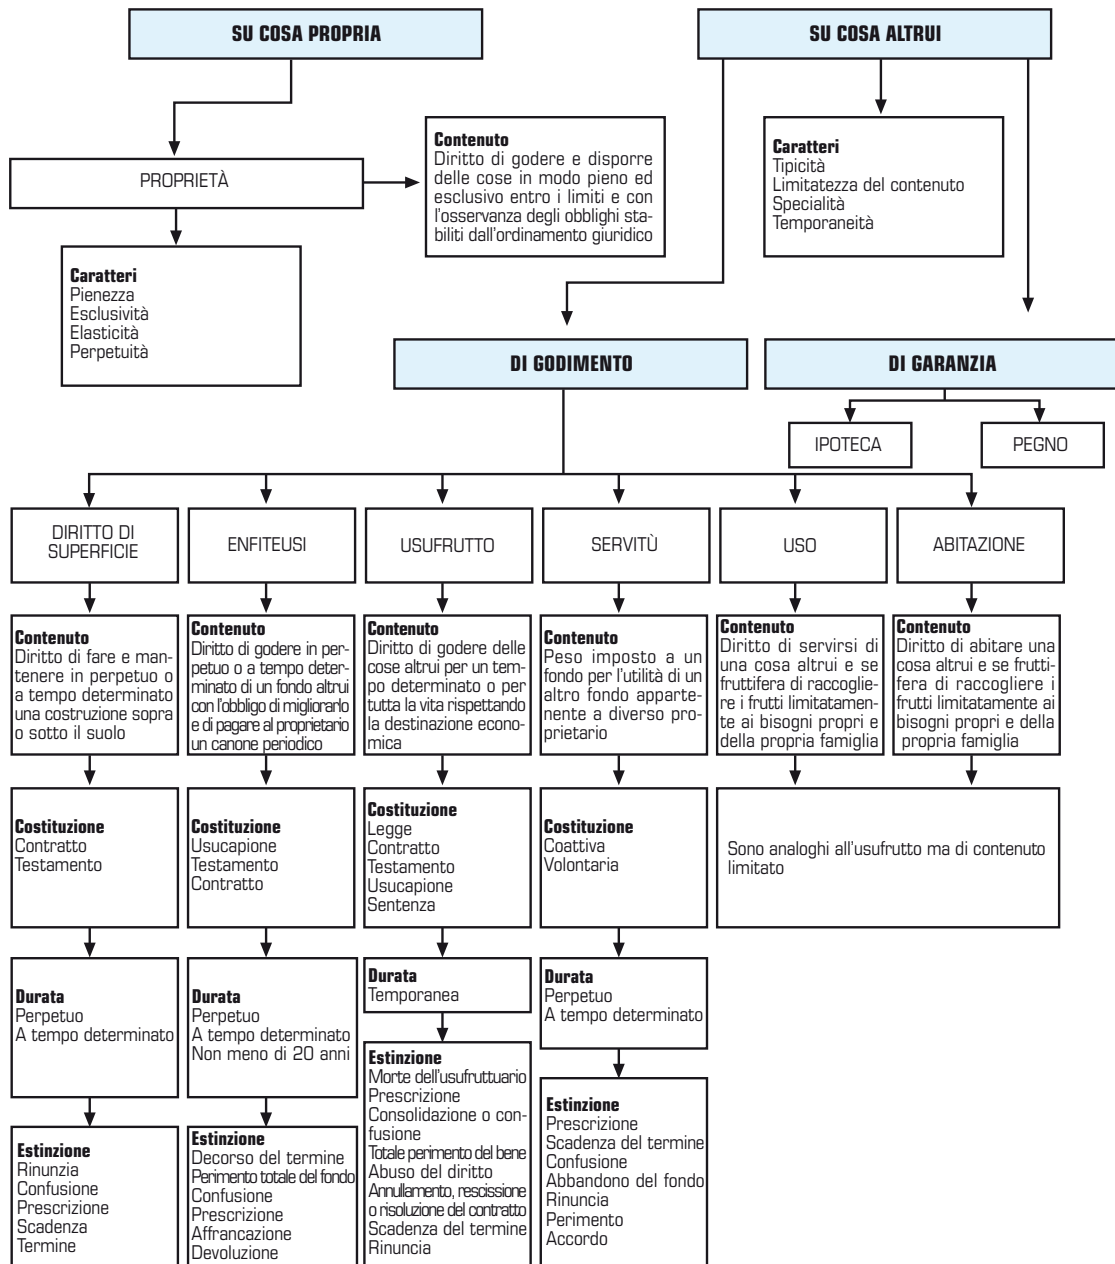 SU COSA PROPRIA
SU COSA ALTRUI
PROPRIETÀ
Contenuto
Diritto di godere e disporre
delle cose in modo pieno ed
esclusivo entro i limiti e con
l'osservanza degli obblighi sta-
biliti dall'ordinamento giuridico
Caratteri
Tipicità
Limitatezza del contenuto
Specialità
Temporaneità
Caratteri
Pienezza
Esclusività
Elasticità
Perpetuità
DI GODIMENTO
DI GARANZIA
IPOTECA
PEGNO
DIRITTO DI
SUPERFICIE
ENFITEUSI
USUFRUTTO
SERVITÙ
USO
ABITAZIONE
Contenuto
Diritto di fare e man-
tenere in perpetuo o
a tempo determinato
una costruzione sopra
o sotto il suolo
Contenuto
Diritto di godere in per-
petuo o a tempo deter-
minato di un fondo altrui
con l'obbligo di migliorarlo
e di pagare al proprietario
un canone periodico
Contenuto
Diritto di godere delle
cose altrui per un tem-
po determinato o per
tutta la vita rispettando
la destinazione econo-
mica
Contenuto
Peso imposto a un
fondo per l'utilità di un
altro fondo apparte-
nente a diverso pro-
prietario
Contenuto
Diritto di servirsi di
una cosa altrui e se
fruttifera di raccoglie-
re i frutti limitatamen-
te ai bisogni propri e
della propria famiglia
Contenuto
Diritto di abitare una
cosa altrui e se frutti-
fera di raccogliere i
frutti limitatamente ai
bisogni propri e della
propria famiglia
Costituzione
Contratto
Testamento
Costituzione
Usucapione
Testamento
Contratto
Costituzione
Legge
Contratto
Testamento
Usucapione
Sentenza
Costituzione
Coattiva
Volontaria
Sono analoghi all'usufrutto ma di contenuto
limitato
Durata
Perpetuo
A tempo determinato
Durata
Perpetuo
A tempo determinato
Non meno di 20 anni
Durata
Temporanea
Durata
Perpetuo
A tempo determinato
Estinzione
Rinunzia
Confusione
Prescrizione
Scadenza
Termine
Estinzione
Decorso del termine
Perimento totale del fondo
Confusione
Prescrizione
Affrancazione
Devoluzione
Estinzione
Morte dell'usufruttuario
Prescrizione
Consolidazione o con-
fusione
Totale perimento del bene
Abuso del diritto
Annullamento, rescissione
o risoluzione del contratto
Scadenza del termine
Rinuncia
Estinzione
Prescrizione
Scadenza del termine
Confusione
Abbandono del fondo
Rinuncia
Perimento
Accordo